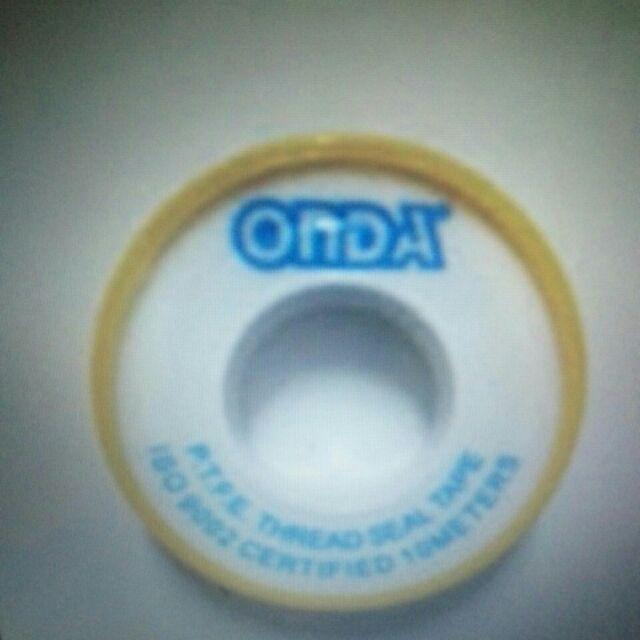 ONDA
P.T.F.E. THREAD SEAL TAPE
ISO 9002 CERTIFIED 10METERS